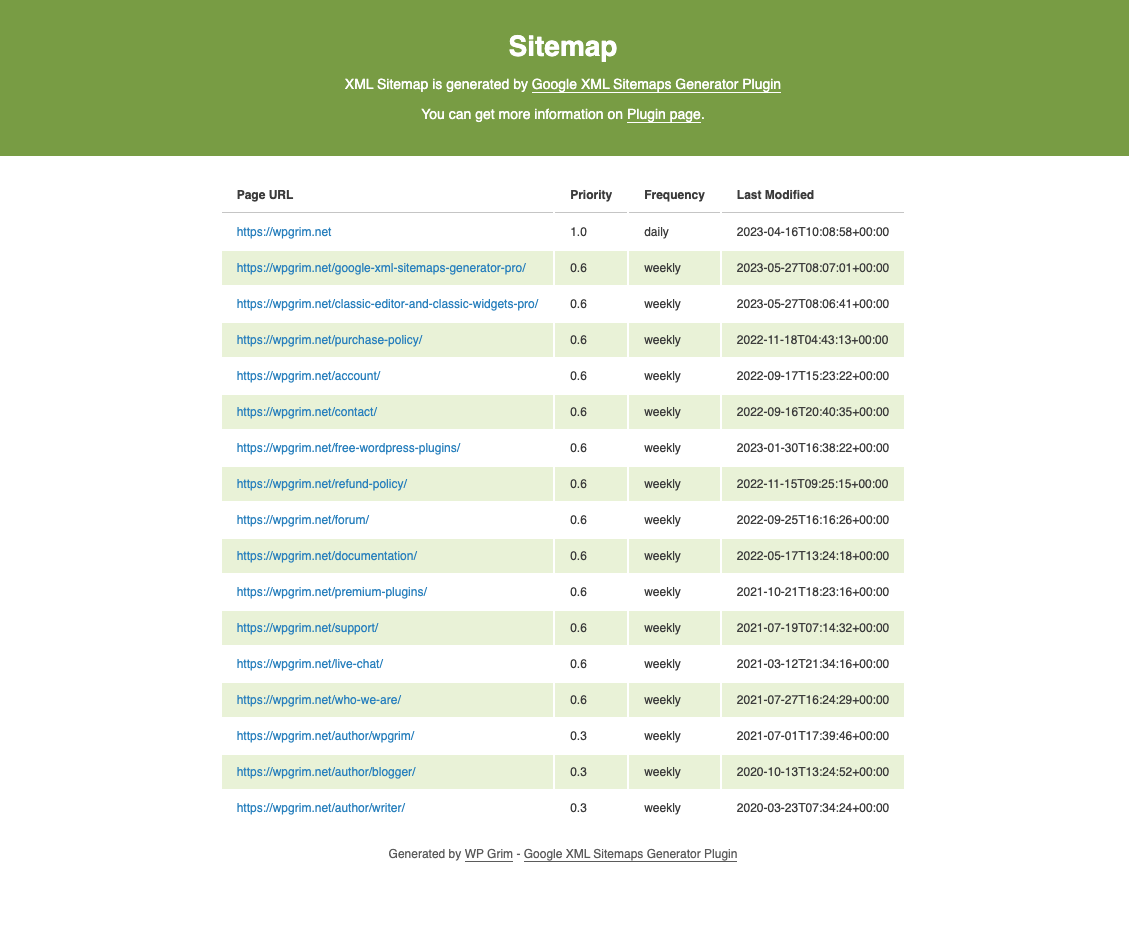 Sitemap
XML Sitemap is generated by Google XML Sitemaps Generator Plugin
You can get more information on Plugin page.
Page URL Priority Frequency Last Modified
https://wpgrim.net 1.0 daily 2023-04-16T10:08:58+00:00
https://wpgrim.net/google-xml-sitemaps-generator-pro/ 0.6 weekly 2023-05-27T08:07:01+00:00
https://wpgrim.net/classic-editor-and-classic-widgets-pro/ 0.6 weekly 2023-05-27T08:06:41+00:00
https://wpgrim.net/purchase-policy/ 0.6 weekly 2022-11-18T04:43:13+00:00
https://wpgrim.net/account/ 0.6 weekly 2022-09-17T15:23:22+00:00
https://wpgrim.net/contact/ 0.6 weekly 2022-09-16T20:40:35+00:00
https://wpgrim.net/free-wordpress-plugins/ 0.6 weekly 2023-01-30T16:38:22+00:00
https://wpgrim.net/refund-policy/ 0.6 weekly 2022-11-15T09:25:15+00:00
https://wpgrim.net/forum/ 0.6 weekly 2022-09-25T16:16:26+00:00
https://wpgrim.net/documentation/ 0.6 weekly 2022-05-17T13:24:18+00:00
https://wpgrim.net/premium-plugins/ 0.6 weekly 2021-10-21T18:23:16+00:00
https://wpgrim.net/support/ 0.6 weekly 2021-07-19T07:14:32+00:00
https://wpgrim.net/live-chat/ 0.6 weekly 2021-03-12T21:34:16+00:00
https://wpgrim.net/who-we-are/ 0.6 weekly 2021-07-27T16:24:29+00:00
https://wpgrim.net/author/wpgrim/ 0.3 weekly 2021-07-01T17:39:46+00:00
https://wpgrim.net/author/blogger/ 0.3 weekly 2020-10-13T13:24:52+00:00
https://wpgrim.net/author/writer/ 0.3 weekly 2020-03-23T07:34:24+00:00
Generated by WP Grim - Google XML Sitemaps Generator Plugin